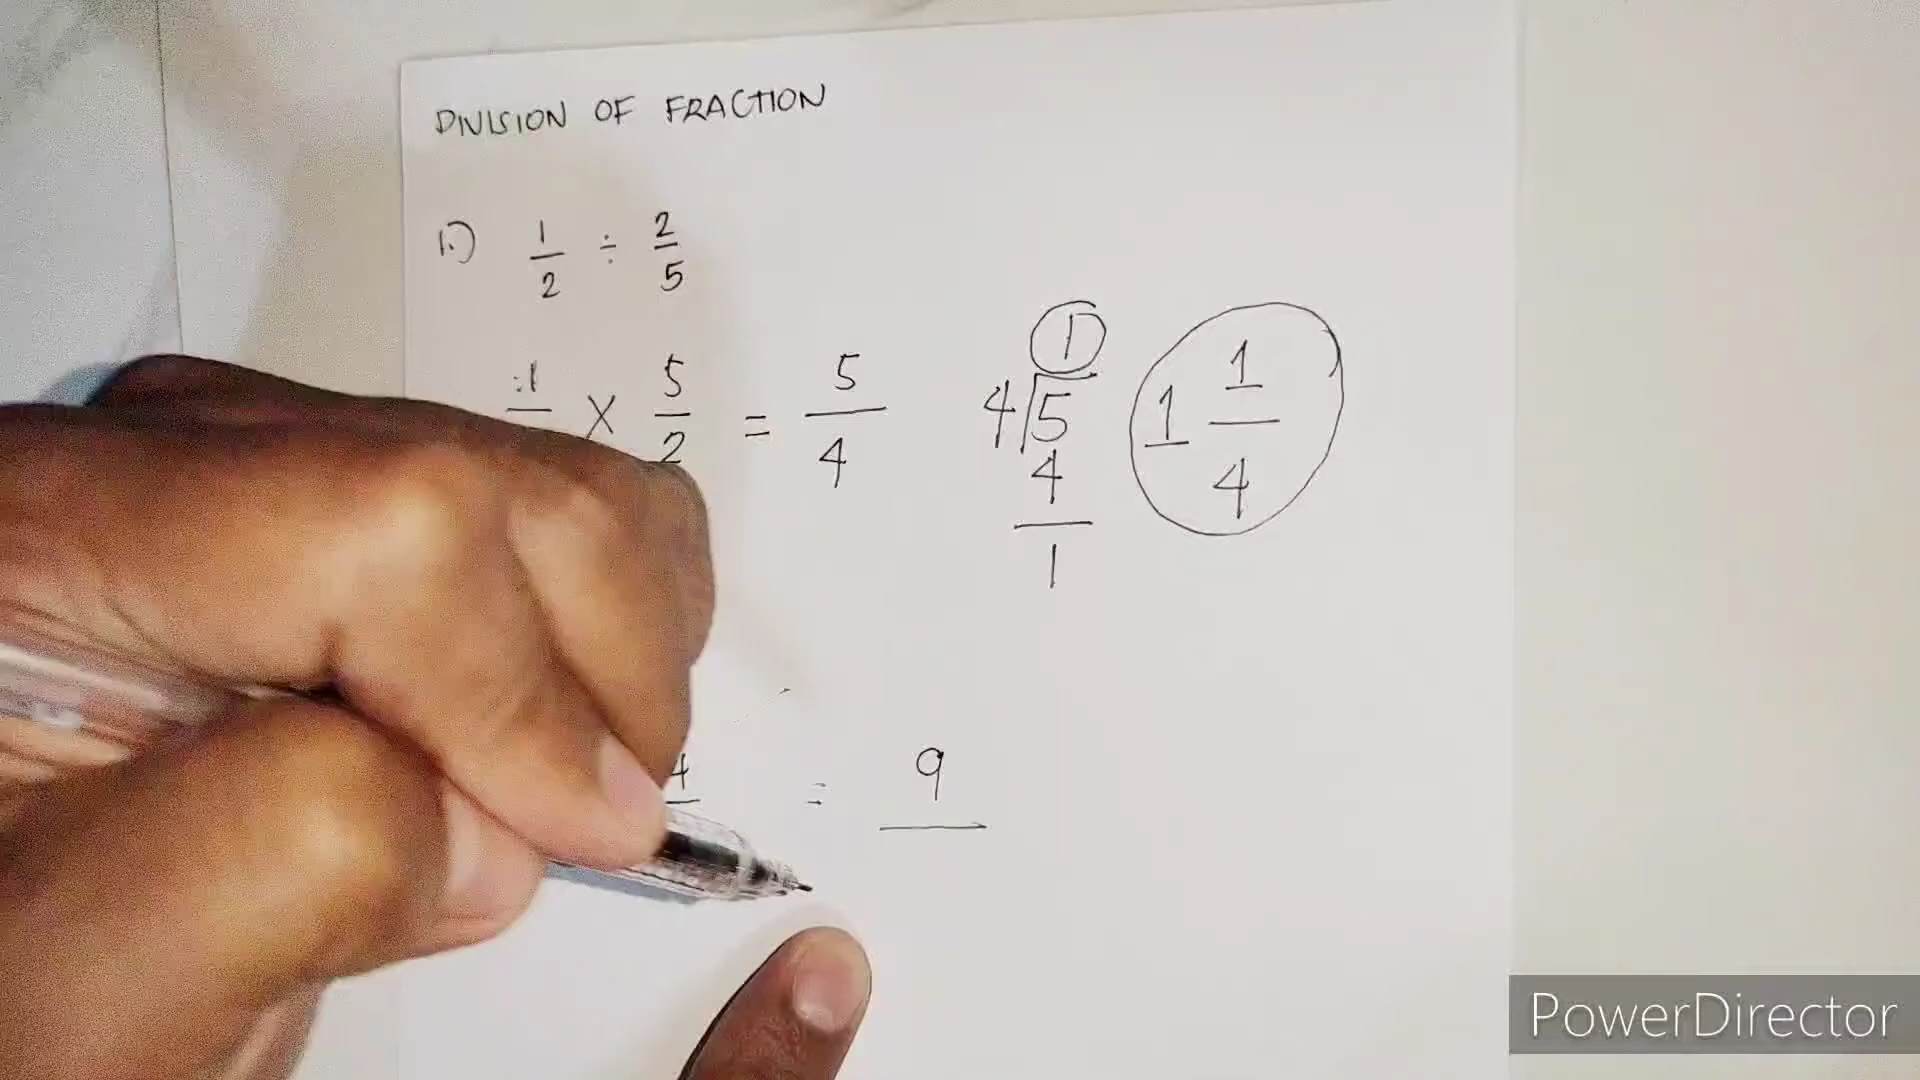 DIVISION OF FRACTION
1.) 1/2 ÷ 2/5
1 X 5/2 = 5/4
1
4 5
4
1
1 1/4
4 = 9
PowerDirector